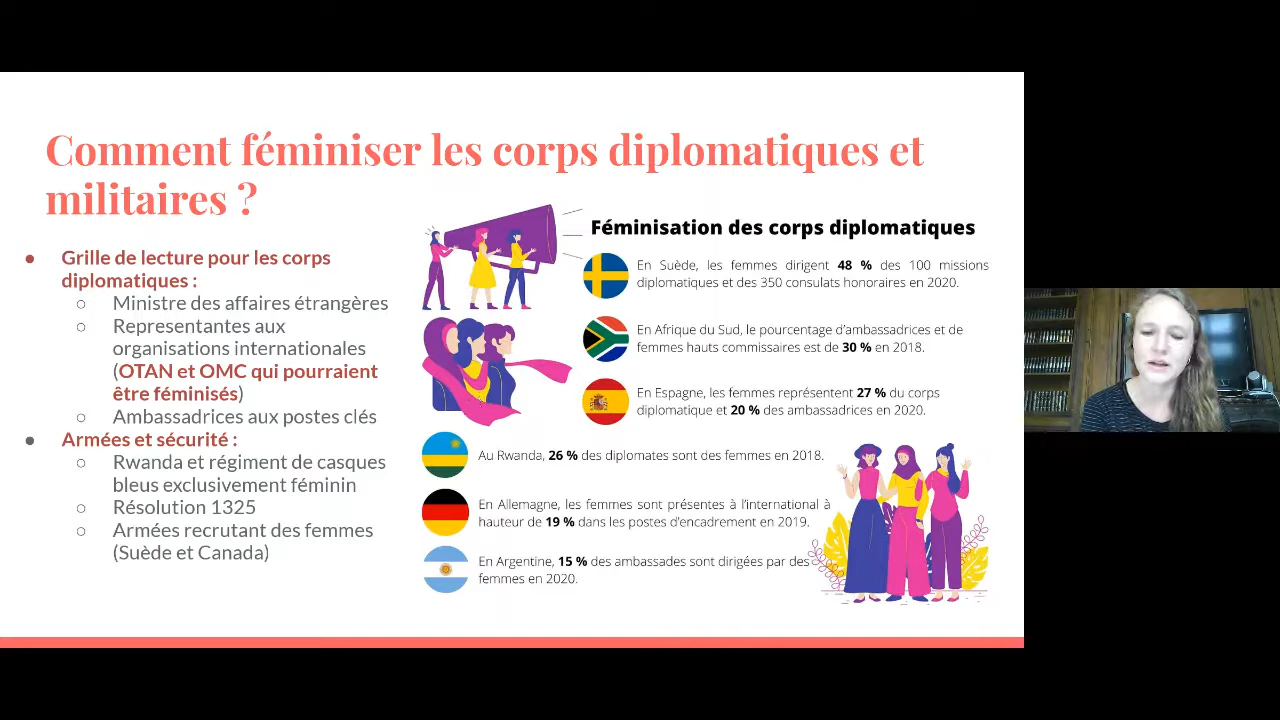 Comment féminiser les corps diplomatiques et
militaires ?
● Grille de lecture pour les corps
diplomatiques :
○ Ministre des affaires étrangères
○ Representantes aux
organisations internationales
(OTAN et OMC qui pourraient
être féminisés)
○ Ambassadrices aux postes clés
● Armées et sécurité :
○ Rwanda et régiment de casques
bleus exclusivement féminin
○ Résolution 1325
○ Armées recrutant des femmes
(Suède et Canada)
Féminisation des corps diplomatiques
En Suède, les femmes dirigent 48 % des 100 missions
diplomatiques et des 350 consulats honoraires en 2020.
En Afrique du Sud, le pourcentage d'ambassadrices et de
femmes hauts commissaires est de 30 % en 2018.
En Espagne, les femmes représentent 27 % du corps
diplomatique et 20 % des ambassadrices en 2020.
Au Rwanda, 26 % des diplomates sont des femmes en 2018.
En Allemagne, les femmes sont présentes à l'international à
hauteur de 19 % dans les postes d'encadrement en 2019.
En Argentine, 15 % des ambassades sont dirigées par des
femmes en 2020.